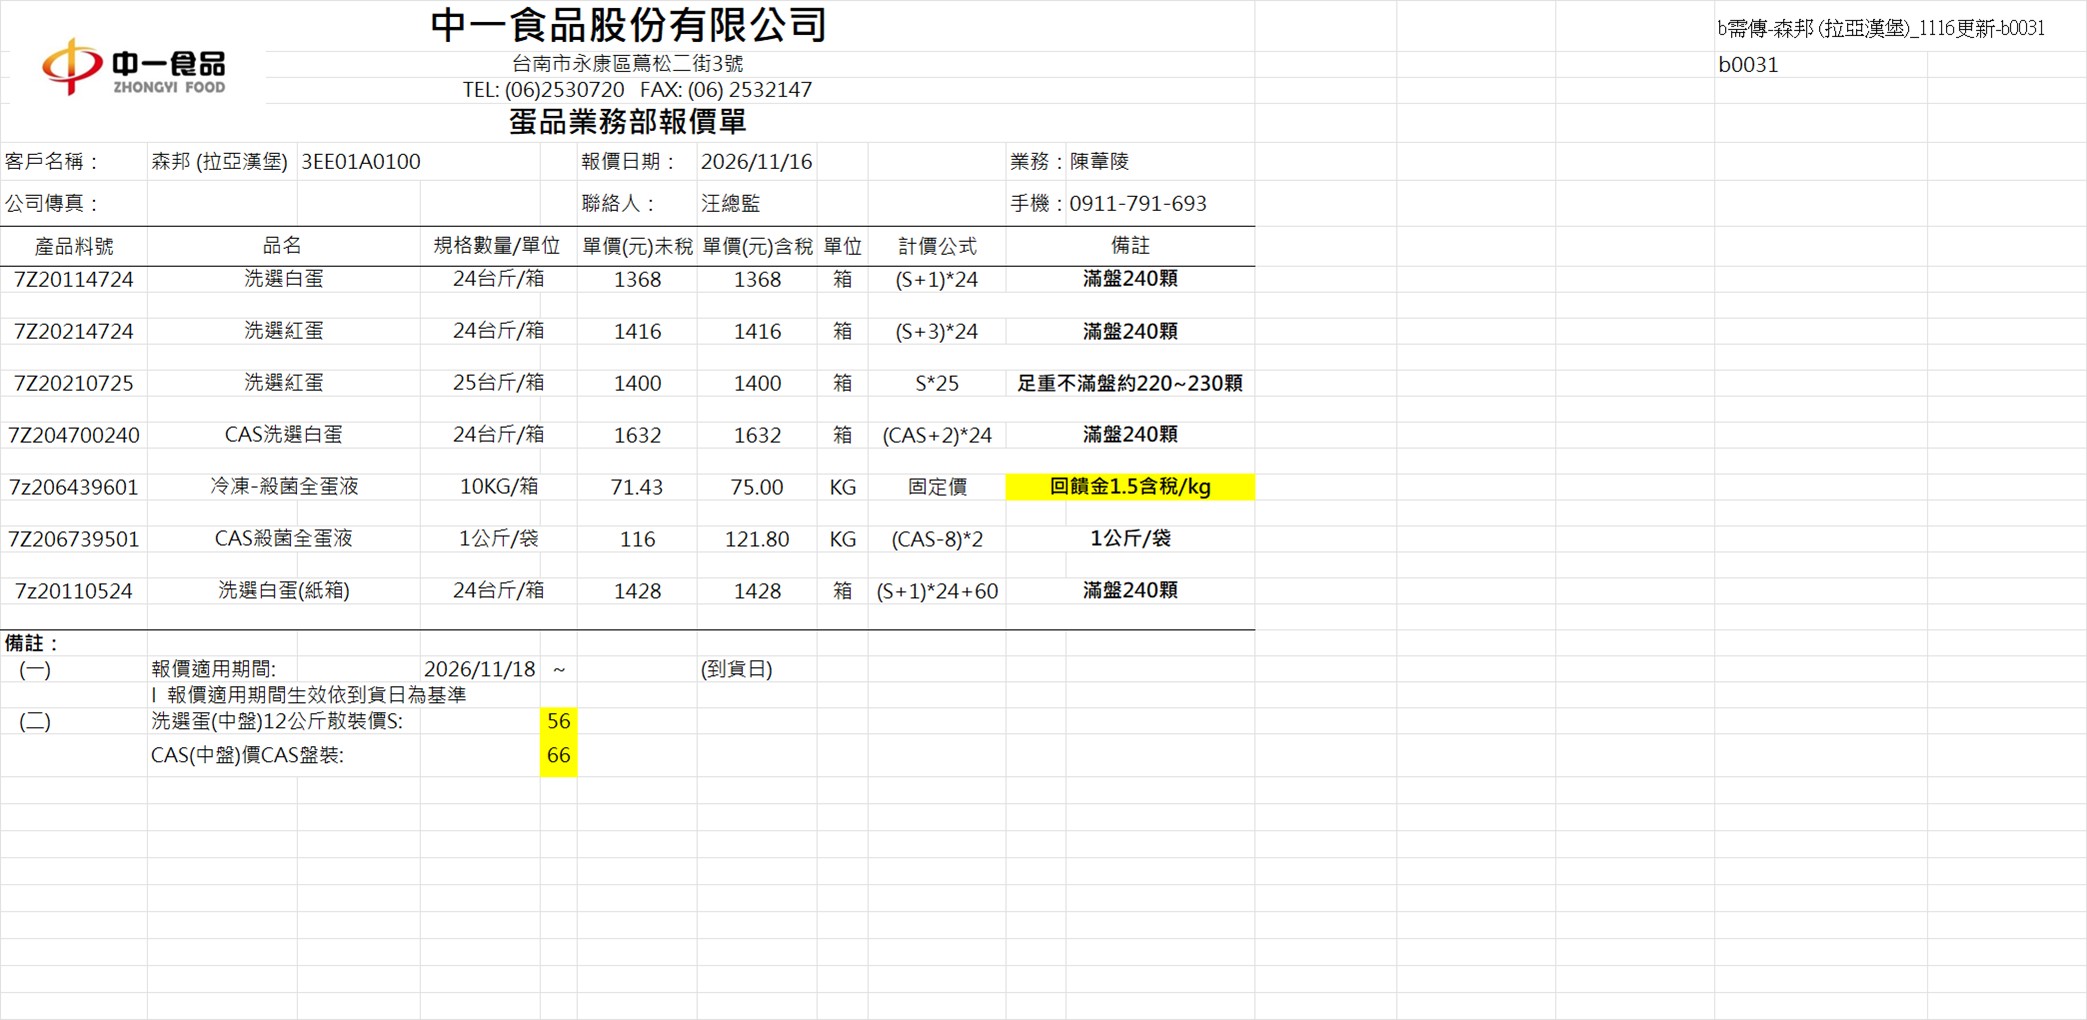 中一食品股份有限公司
b需傳-森邦 (拉亞漢堡)_1116更新-b0031
中一食品
ZHONGYI FOOD
台南市永康區蔦松二街3號
b0031
TEL: (06)2530720 FAX: (06) 2532147
蛋品業務部報價單
客戶名稱： 森邦 (拉亞漢堡) 3EE01A0100 報價日期： 2026/11/16 業務：陳葦陵
公司傳真： 聯絡人： 汪總監 手機：0911-791-693
產品料號 品名 規格數量/單位 單價(元)未稅 單價(元)含稅 單位 計價公式 備註
7Z20114724 洗選白蛋 24台斤/箱 1368 1368 箱 (S+1)*24 滿盤240顆
7Z20214724 洗選紅蛋 24台斤/箱 1416 1416 箱 (S+3)*24 滿盤240顆
7Z20210725 洗選紅蛋 25台斤/箱 1400 1400 箱 S*25 足重不滿盤約220~230顆
7Z204700240 CAS洗選白蛋 24台斤/箱 1632 1632 箱 (CAS+2)*24 滿盤240顆
7z206439601 冷凍-殺菌全蛋液 10KG/箱 71.43 75.00 KG 固定價 回饋金1.5含稅/kg
7Z206739501 CAS殺菌全蛋液 1公斤/袋 116 121.80 KG (CAS-8)*2 1公斤/袋
7z20110524 洗選白蛋(紙箱) 24台斤/箱 1428 1428 箱 (S+1)*24+60 滿盤240顆
備註：
(一) 報價適用期間: 2026/11/18 ~ (到貨日)
l 報價適用期間生效依到貨日為基準
(二) 洗選蛋(中盤)12公斤散裝價S: 56
CAS(中盤)價CAS盤裝: 66